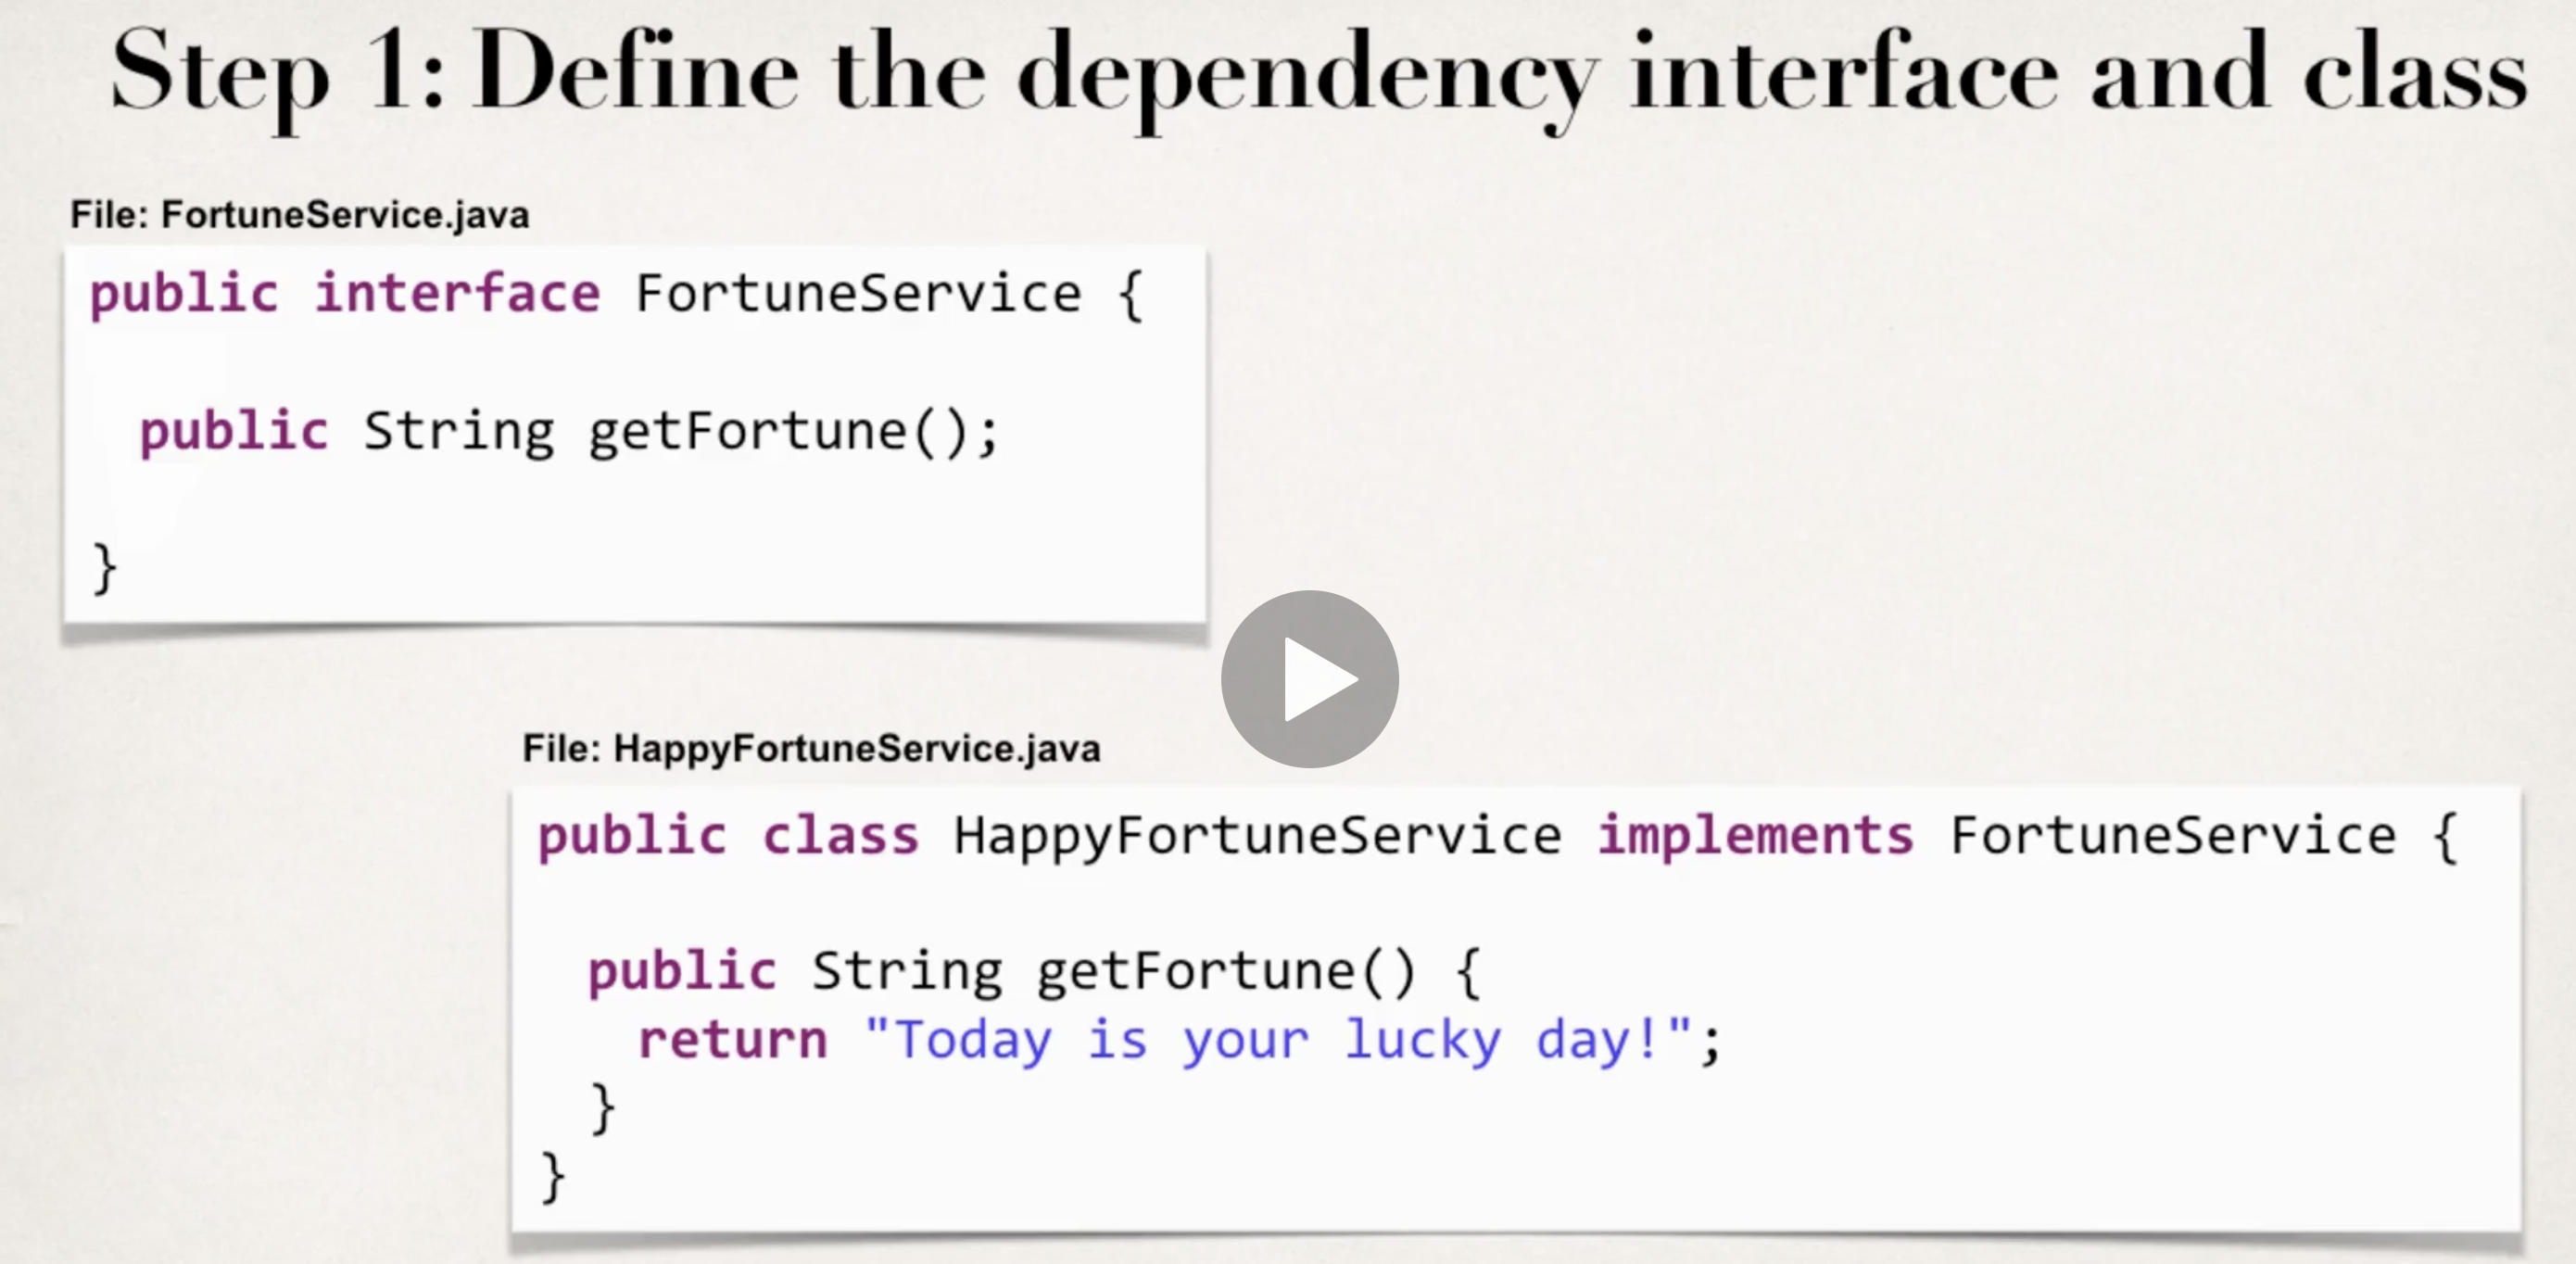 Step 1: Define the dependency interface and class
File: FortuneService.java
public interface FortuneService {
public String getFortune();
}
File: HappyFortuneService.java
public class HappyFortuneService implements FortuneService {
public String getFortune() {
return "Today is your lucky day!";
}
}